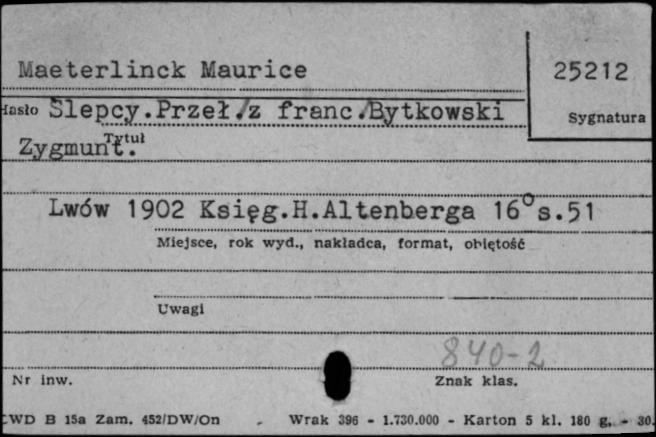 Maeterlinck Maurice
25212
Hasło Ślepcy.Przeł./z franc./Bytkowski
Sygnatura
Tytuł
Zygmunt.
Lwów 1902 Księg.H.Altenberga 16° s.51
Miejsce, rok wyd., nakładca, format, objętość
Uwagi
840-2
Nr inw.
Znak klas.
CWD B 15a Zam. 452/DW/On - Wrak 396 - 1.730.000 - Karton 5 kl. 180 g. - 30.